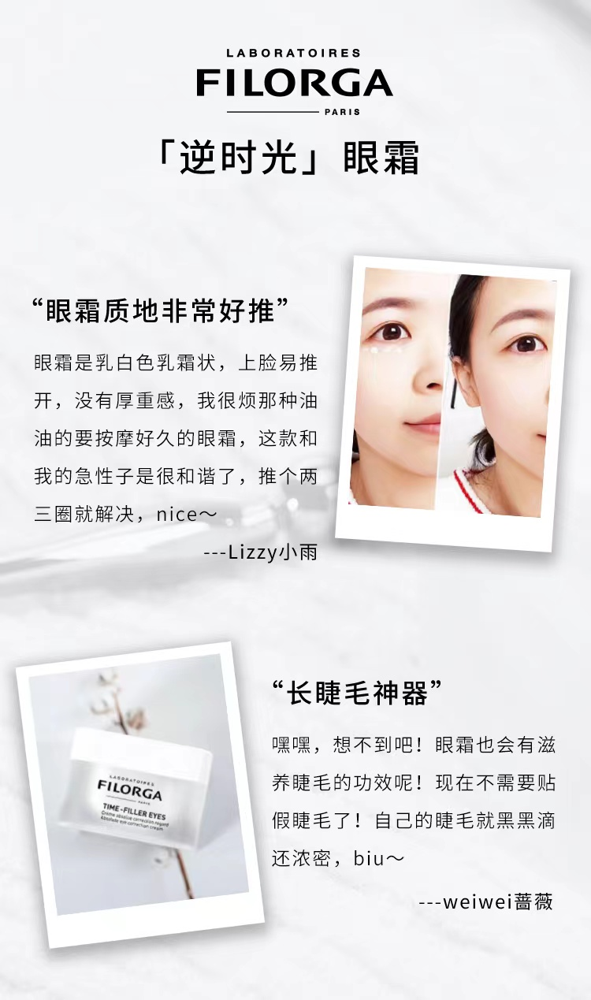 LABORATOIRES
FILORGA
PARIS
「逆时光」眼霜
“眼霜质地非常好推”
眼霜是乳白色乳霜状，上脸易推
开，没有厚重感，我很烦那种油
油的要按摩好久的眼霜，这款和
我的急性子是很和谐了，推个两
三圈就解决，nice～
---Lizzy小雨
LABORATOIRES
FILORGA
PARIS
TIME-FILLER EYES
Crème absolue correction regard
Absolute eye correction cream
“长睫毛神器”
嘿嘿，想不到吧！眼霜也会有滋
养睫毛的功效呢！现在不需要贴
假睫毛了！自己的睫毛就黑黑滴
还浓密，biu～
---weiwei蔷薇